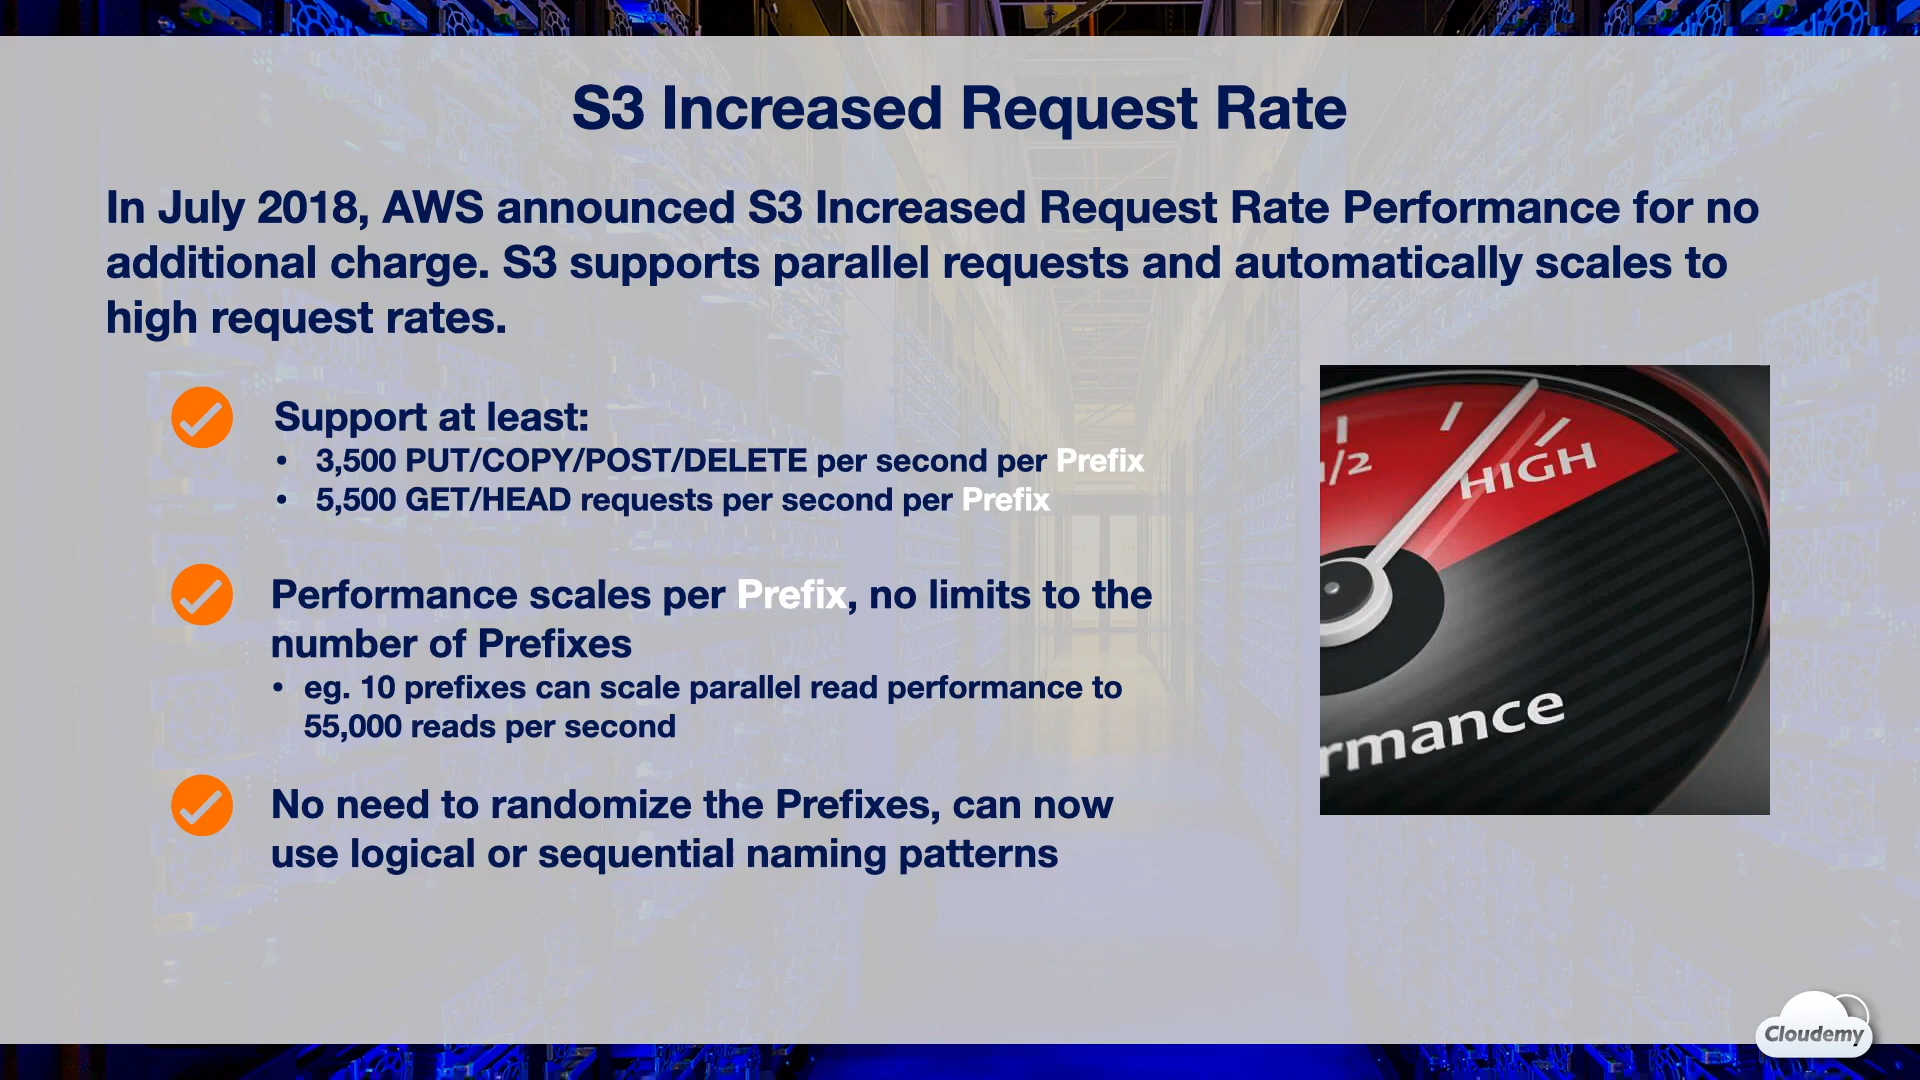 S3 Increased Request Rate
In July 2018, AWS announced S3 Increased Request Rate Performance for no
additional charge. S3 supports parallel requests and automatically scales to
high request rates.
Support at least:
• 3,500 PUT/COPY/POST/DELETE per second per Prefix
• 5,500 GET/HEAD requests per second per Prefix
Performance scales per Prefix, no limits to the
number of Prefixes
• eg. 10 prefixes can scale parallel read performance to
55,000 reads per second
No need to randomize the Prefixes, can now
use logical or sequential naming patterns
1/2
HIGH
rmance
Cloudemy